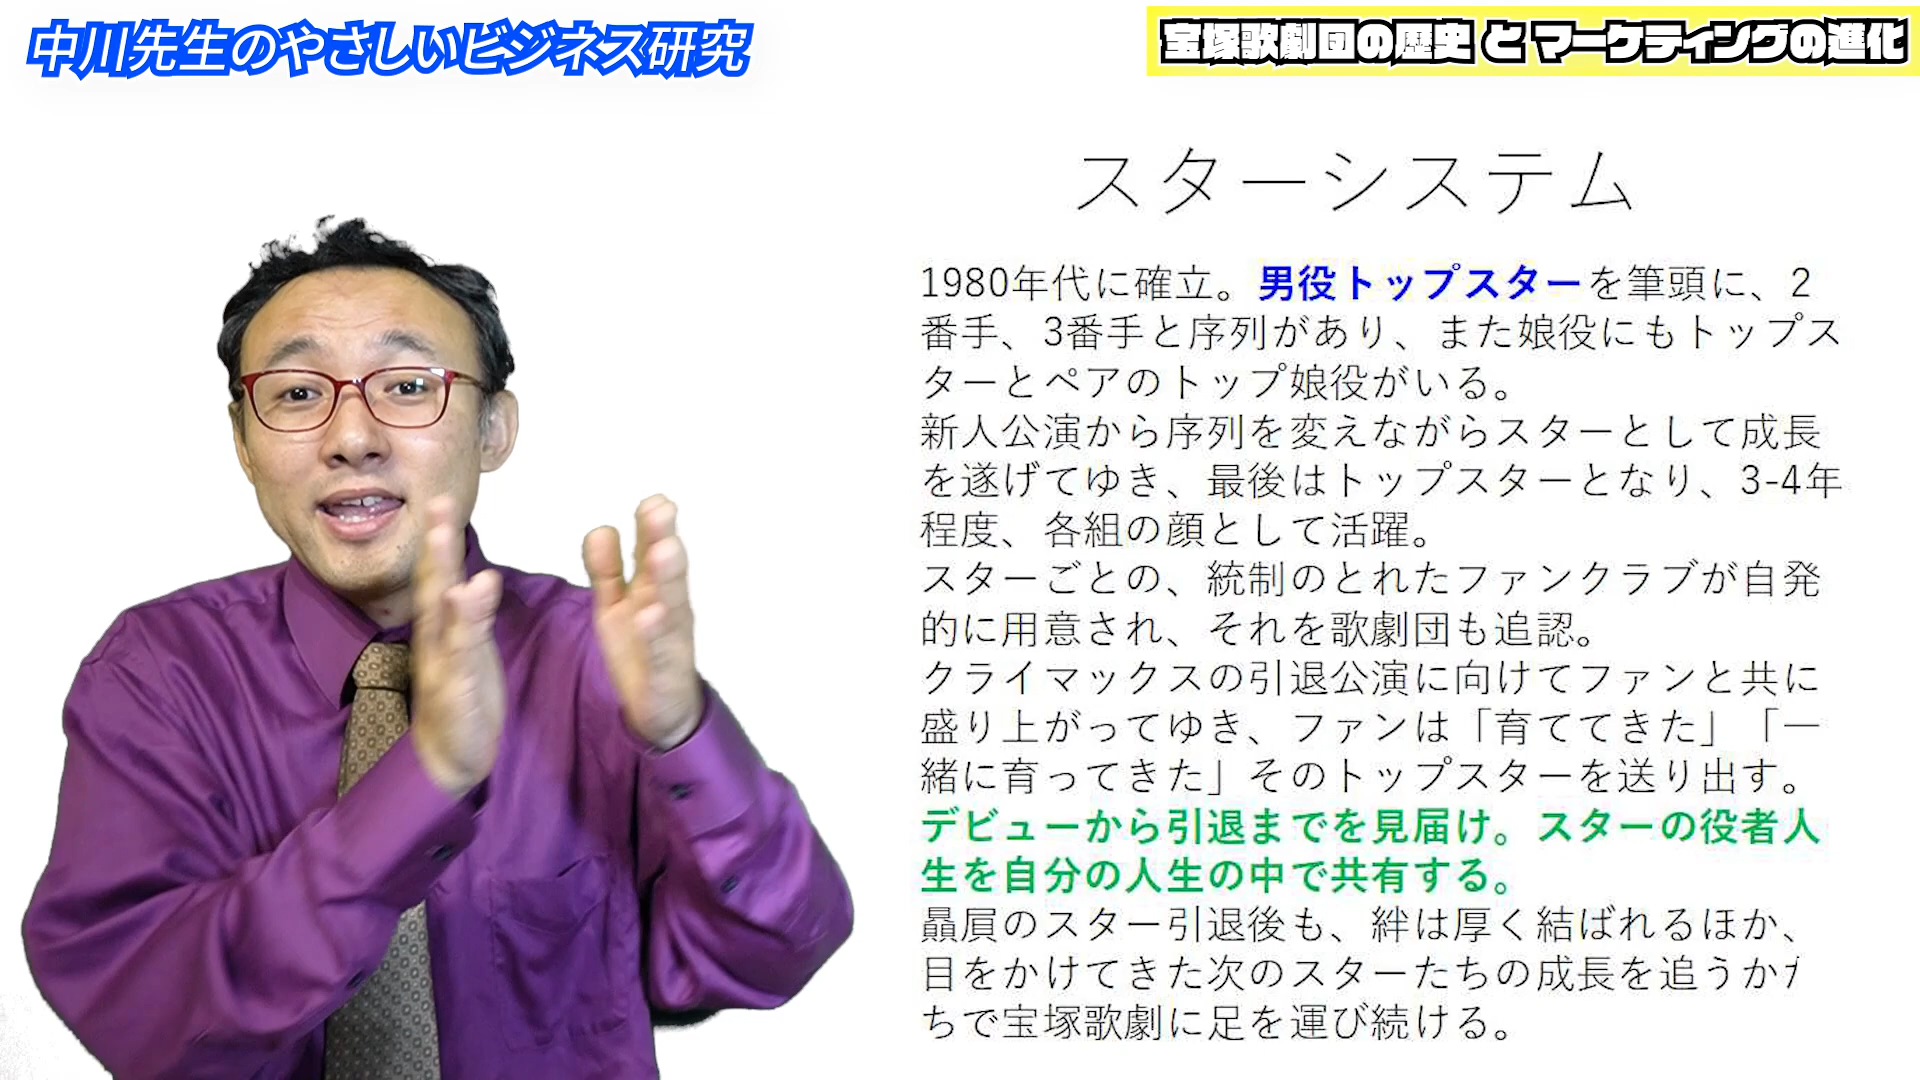 中川先生のやさしいビジネス研究
宝塚歌劇団の歴史 と マーケティングの進化
スターシステム
1980年代に確立。男役トップスターを筆頭に、2
番手、3番手と序列があり、また娘役にもトップス
ターとペアのトップ娘役がいる。
新人公演から序列を変えながらスターとして成長
を遂げてゆき、最後はトップスターとなり、3-4年
程度、各組の顔として活躍。
スターごとの、統制のとれたファンクラブが自発
的に用意され、それを歌劇団も追認。
クライマックスの引退公演に向けてファンと共に
盛り上がってゆき、ファンは「育ててきた」「一
緒に育ってきた」そのトップスターを送り出す。
デビューから引退までを見届け。スターの役者人
生を自分の人生の中で共有する。
贔屓のスター引退後も、絆は厚く結ばれるほか、
目をかけてきた次のスターたちの成長を追うかた
ちで宝塚歌劇に足を運び続ける。